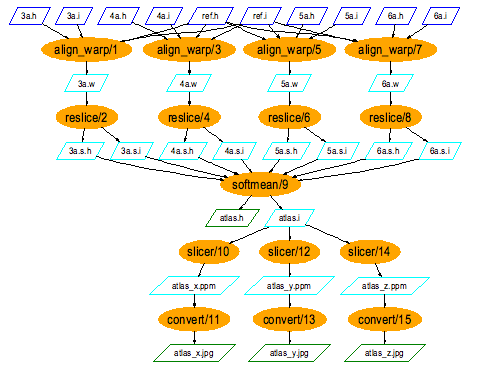 3a.h 3a.i 4a.h 4a.i ref.h ref.i 5a.h 5a.i 6a.h 6a.i
align_warp/1 align_warp/3 align_warp/5 align_warp/7
3a.w 4a.w 5a.w 6a.w
reslice/2 reslice/4 reslice/6 reslice/8
3a.s.h 3a.s.i 4a.s.h 4a.s.i 5a.s.h 5a.s.i 6a.s.h 6a.s.i
softmean/9
atlas.h atlas.i
slicer/10 slicer/12 slicer/14
atlas_x.ppm atlas_y.ppm atlas_z.ppm
convert/11 convert/13 convert/15
atlas_x.jpg atlas_y.jpg atlas_z.jpg